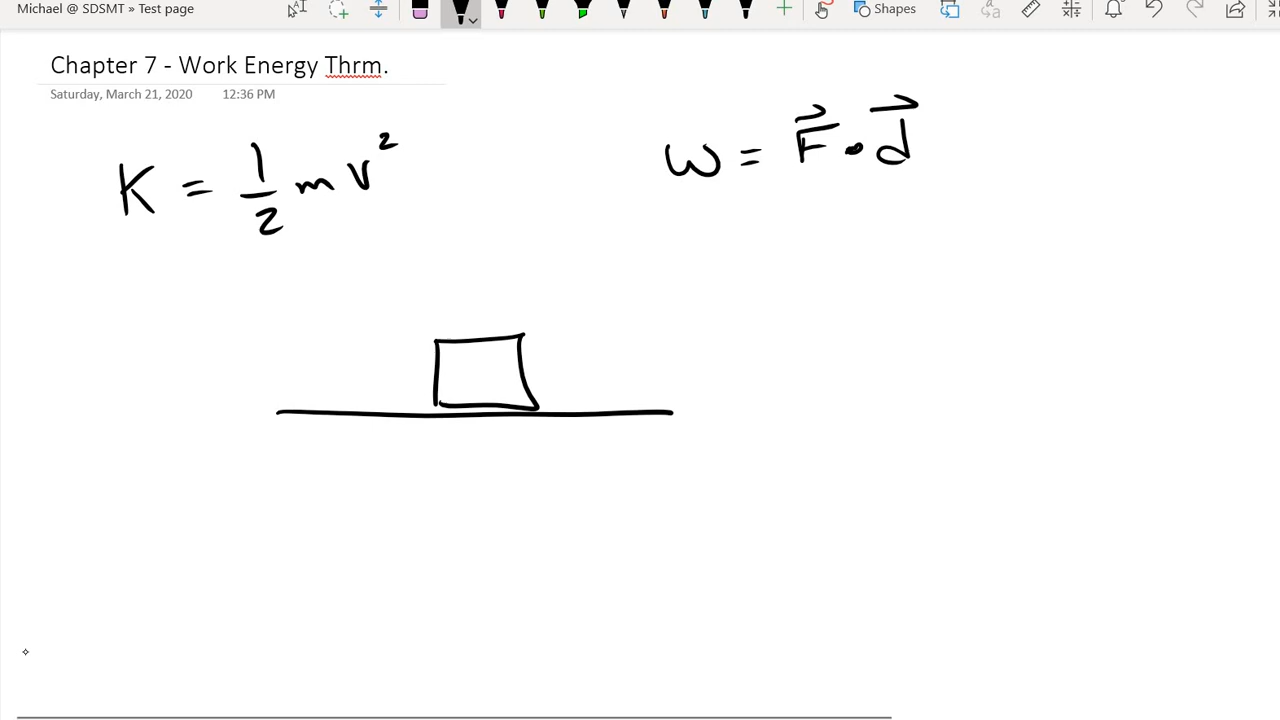 Michael @ SDSMT » Test page
Shapes
Chapter 7 - Work Energy Thrm.
Saturday, March 21, 2020 12:36 PM
K = 1/2 mv²
W = F⃗ • d⃗